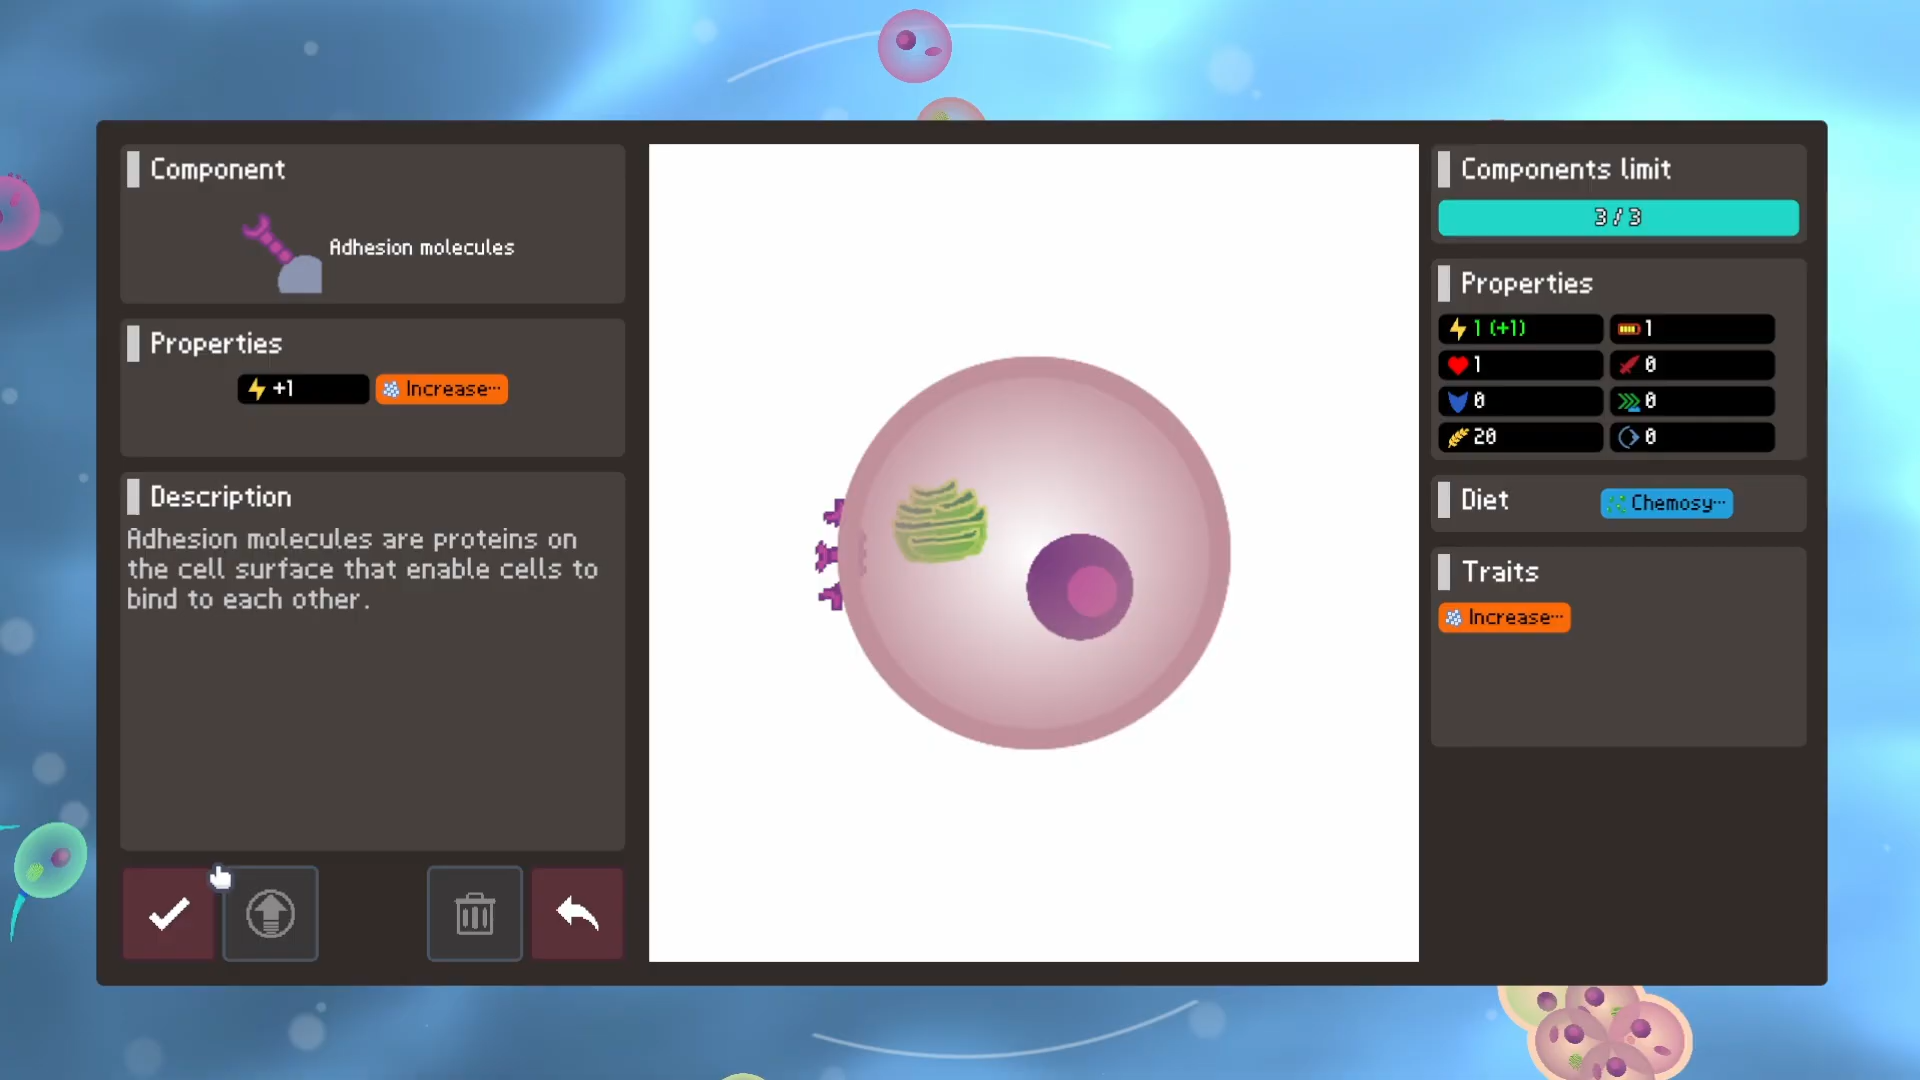 Component
Adhesion molecules
Properties
+1
Increase…
Description
Adhesion molecules are proteins on
the cell surface that enable cells to
bind to each other.
Components limit
3/3
Properties
1 (+1)
1
1
0
0
0
20
0
Diet
Chemosy…
Traits
Increase…